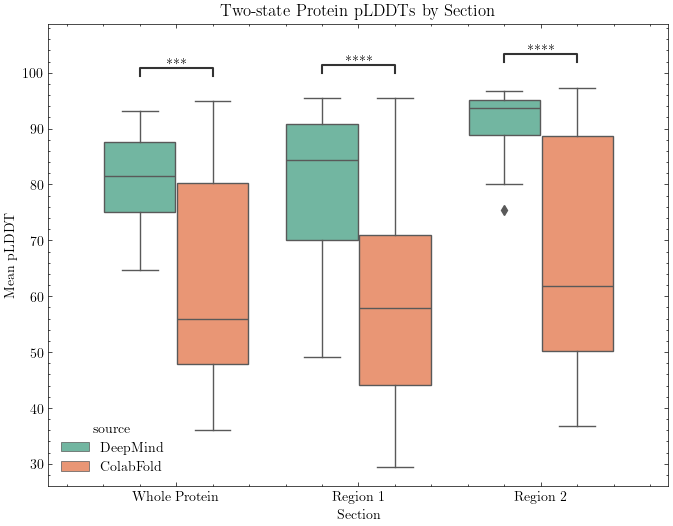 Two-state Protein pLDDTs by Section
***
****
****
100
90
80
70
60
50
40
30
Mean pLDDT
source
DeepMind
ColabFold
Whole Protein
Region 1
Region 2
Section